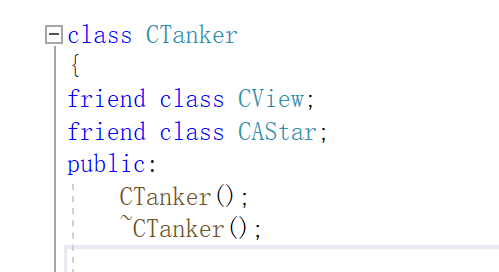 class CTanker
{
friend class CView;
friend class CAStar;
public:
    CTanker();
    ~CTanker();